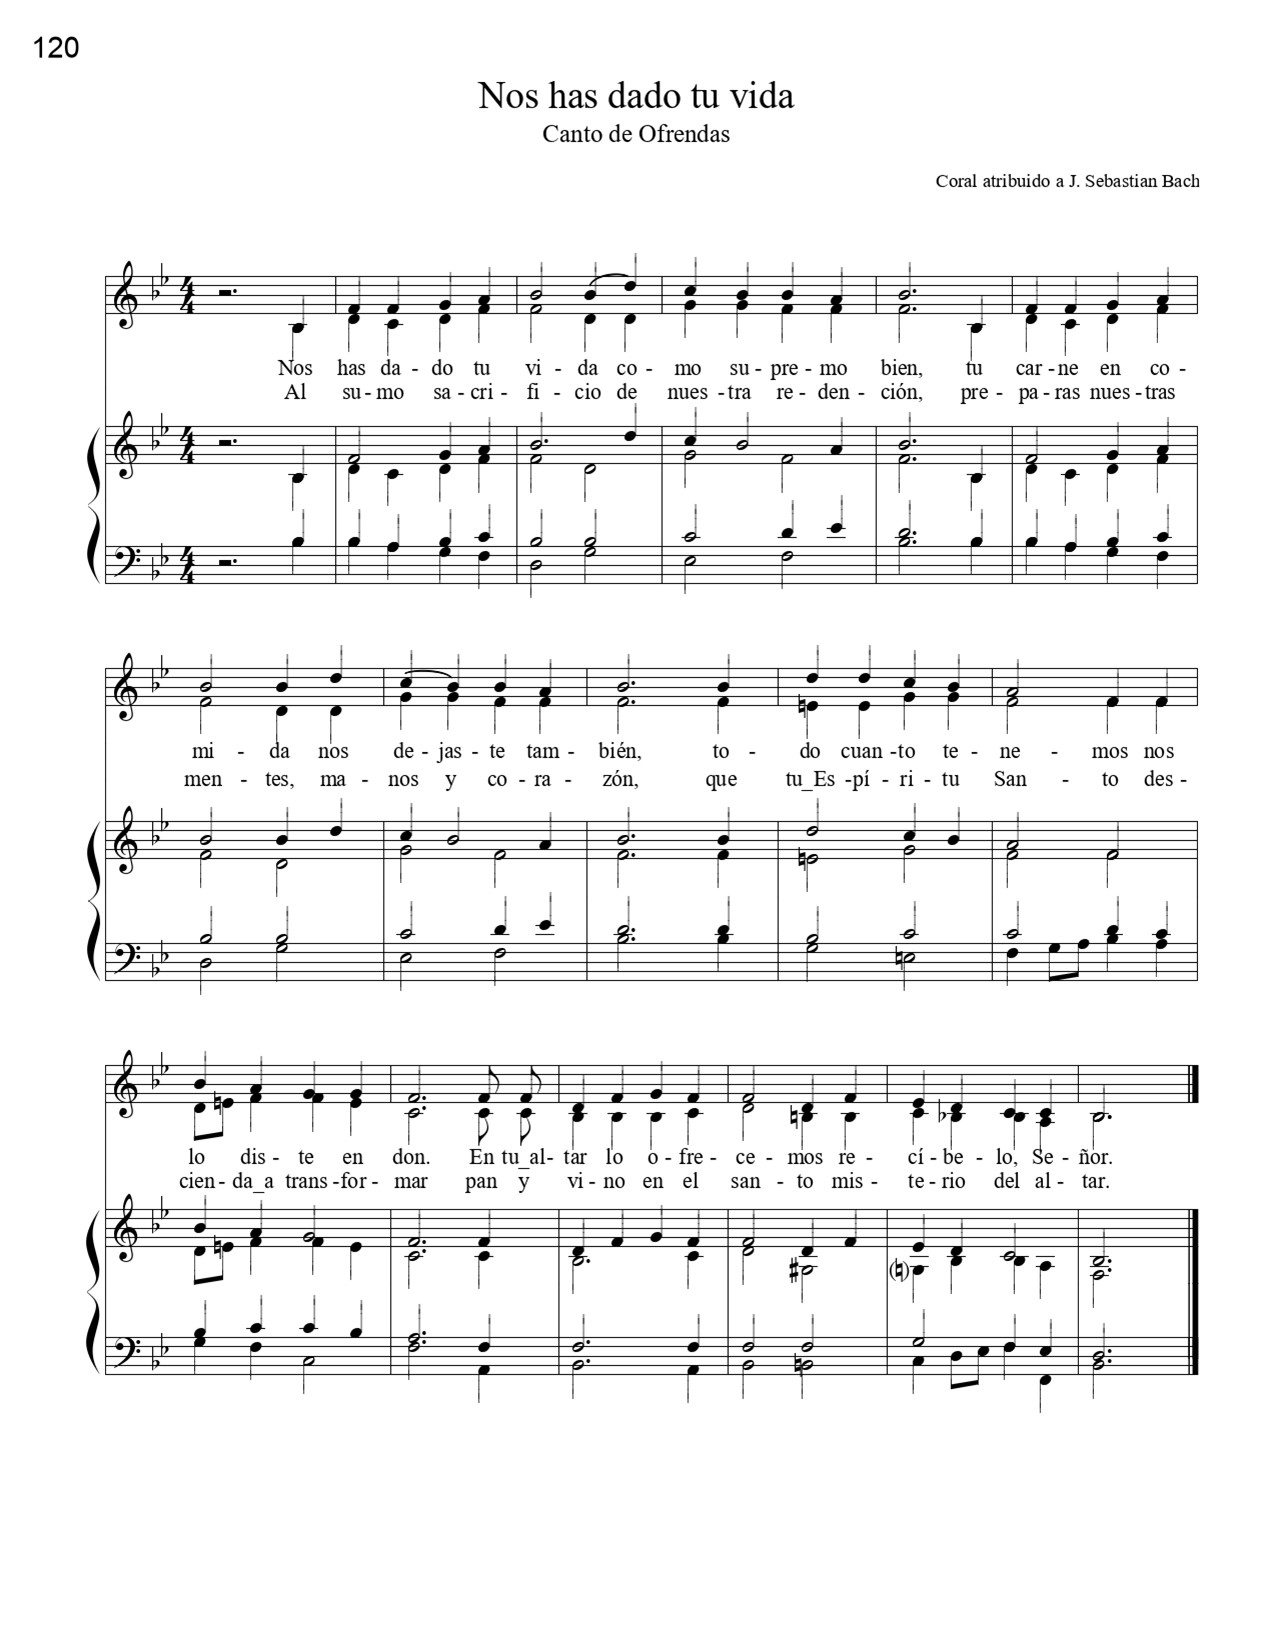 120
Nos has dado tu vida
Canto de Ofrendas
Coral atribuido a J. Sebastian Bach
Nos has da - do tu vi - da co - mo su - pre - mo bien, tu car - ne en co -
Al su - mo sa - cri - fi - cio de nues - tra re - den - ción, pre - pa - ras nues - tras
mi - da nos de - jas - te tam - bién, to - do cuan - to te - ne - mos nos
men - tes, ma - nos y co - ra - zón, que tu_Es - pí - ri - tu San - to des -
lo dis - te en don. En tu_al - tar lo o - fre - ce - mos re - cí - be - lo, Se - ñor.
cien - da_a trans - for - mar pan y vi - no en el san - to mis - te - rio del al - tar.